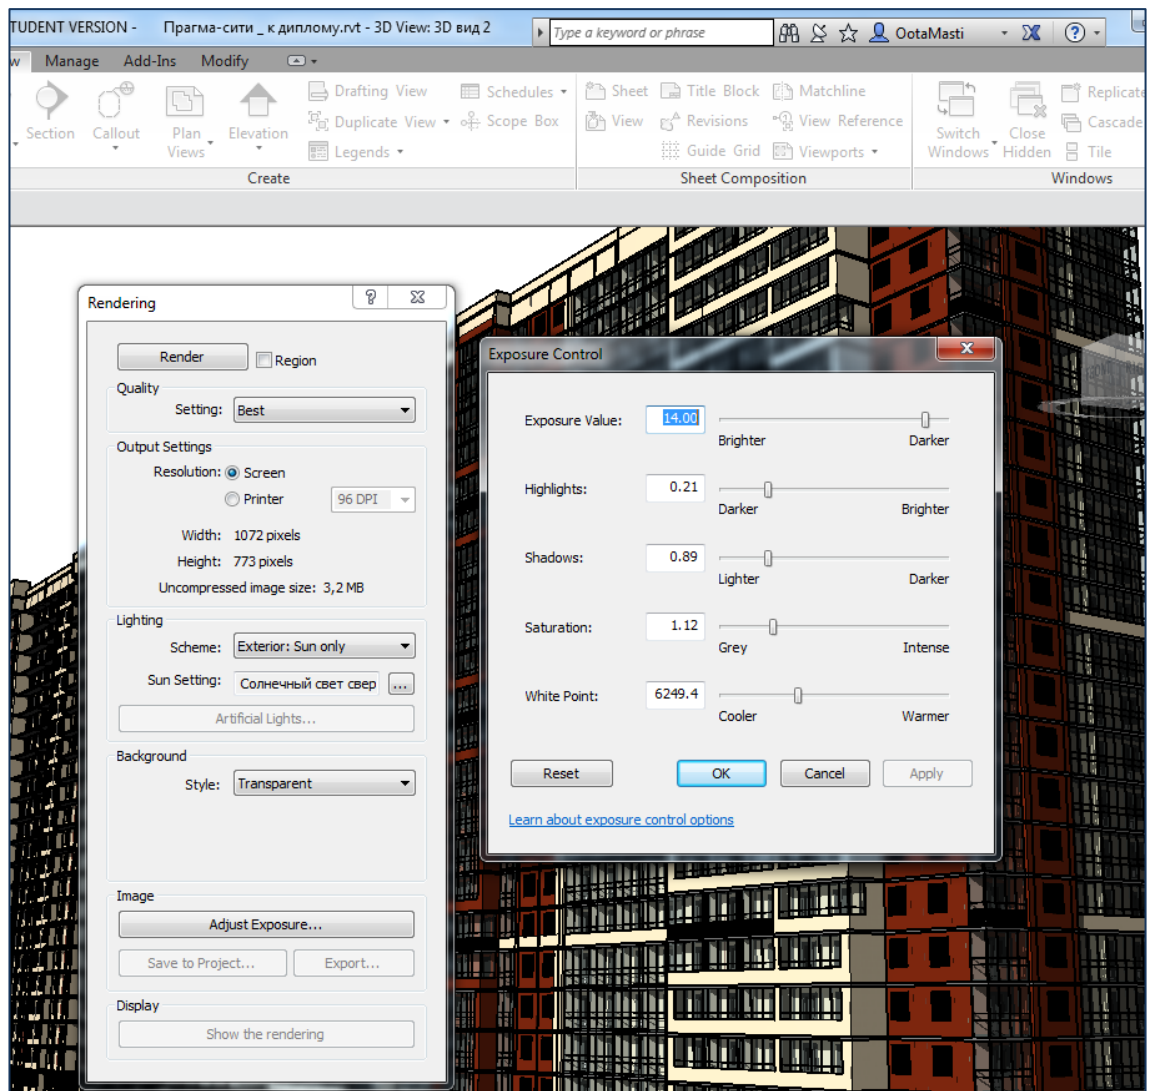 TUDENT VERSION - Прагма-сити _ к диплому.rvt - 3D View: 3D вид 2
Type a keyword or phrase
OotaMasti
Manage Add-Ins Modify
Drafting View Schedules Sheet Title Block Matchline Replicate
Section Callout Plan Views Elevation
Duplicate View Scope Box View Revisions View Reference
Switch Windows Close Hidden Cascade
Legends Guide Grid Viewports Tile
Create Sheet Composition Windows
Rendering
Render Region
Quality
Setting: Best
Output Settings
Resolution: Screen
Printer 96 DPI
Width: 1072 pixels
Height: 773 pixels
Uncompressed image size: 3,2 MB
Lighting
Scheme: Exterior: Sun only
Sun Setting: Солнечный свет свер ...
Artificial Lights...
Background
Style: Transparent
Image
Adjust Exposure...
Save to Project... Export...
Display
Show the rendering
Exposure Control
Exposure Value: 14.00
Brighter Darker
Highlights: 0.21
Darker Brighter
Shadows: 0.89
Lighter Darker
Saturation: 1.12
Grey Intense
White Point: 6249.4
Cooler Warmer
Reset OK Cancel Apply
Learn about exposure control options